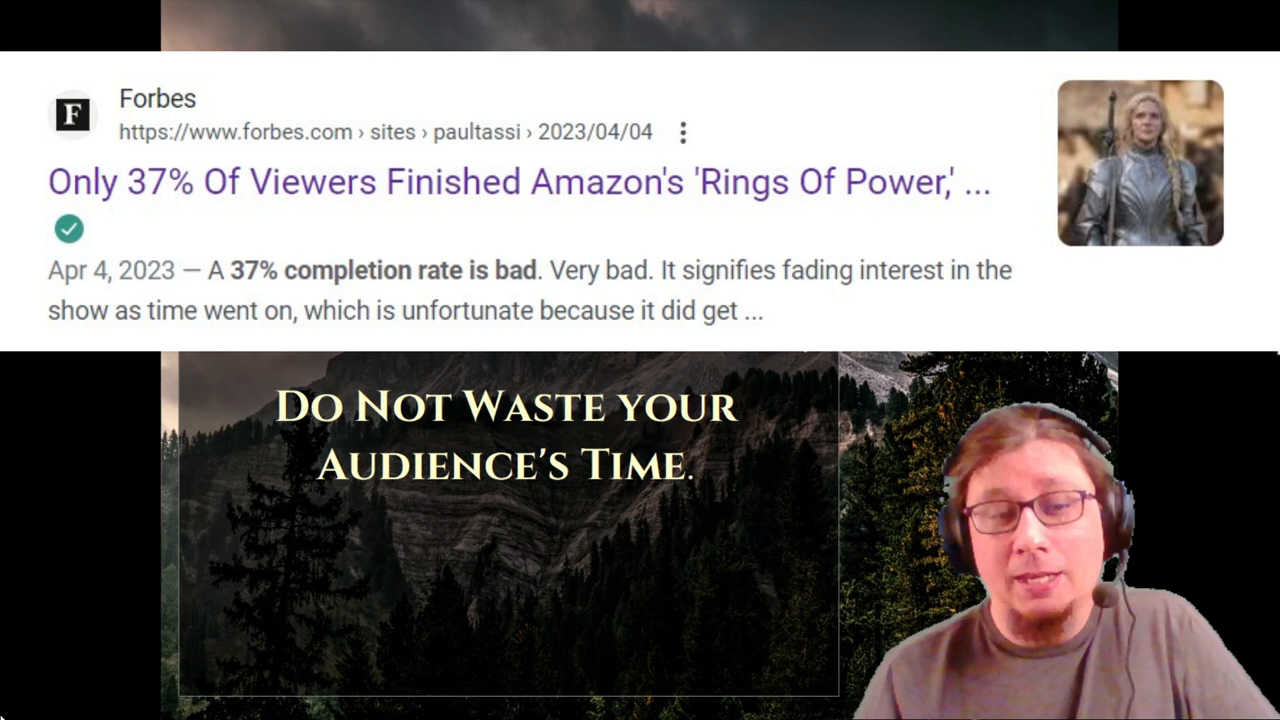 Forbes
https://www.forbes.com › sites › paultassi › 2023/04/04
Only 37% Of Viewers Finished Amazon's 'Rings Of Power,' ...
Apr 4, 2023 — A 37% completion rate is bad. Very bad. It signifies fading interest in the
show as time went on, which is unfortunate because it did get ...
Do Not Waste your
Audience's Time.